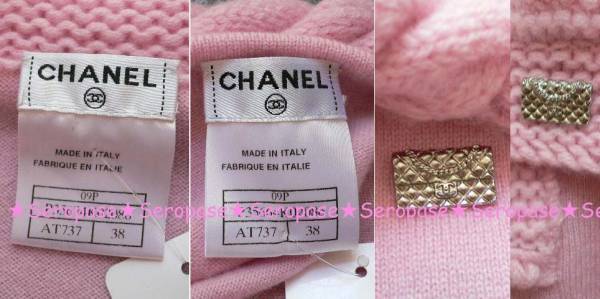 CHANEL
MADE IN ITALY
FABRIQUE EN ITALIE
09P
AT737 38
CHANEL
MADE IN ITALY
FABRIQUE EN ITALIE
09P
AT737 38
★Seropose★Seropose★Seropose★Seropose★Seropose★